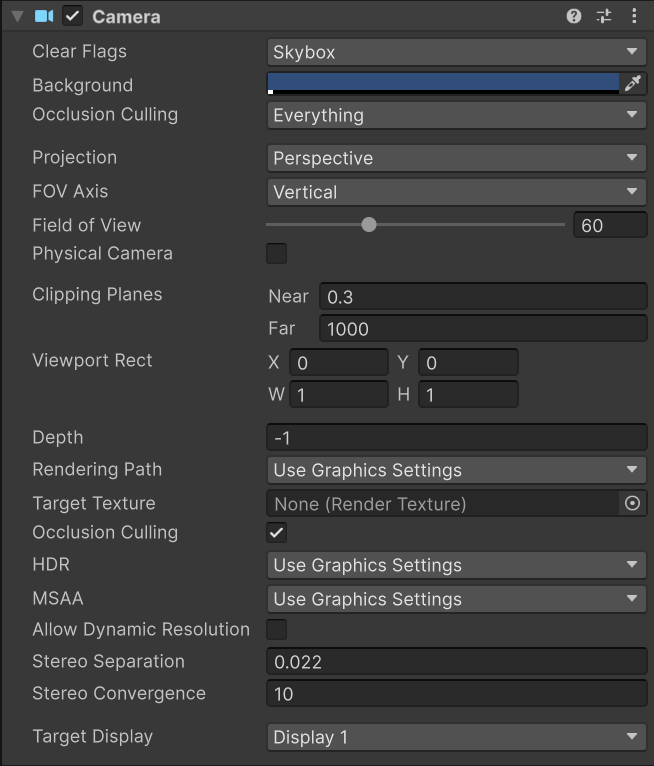 Camera
Clear Flags Skybox
Background
Occlusion Culling Everything
Projection Perspective
FOV Axis Vertical
Field of View 60
Physical Camera
Clipping Planes Near 0.3
Far 1000
Viewport Rect X 0 Y 0
W 1 H 1
Depth -1
Rendering Path Use Graphics Settings
Target Texture None (Render Texture)
Occlusion Culling
HDR Use Graphics Settings
MSAA Use Graphics Settings
Allow Dynamic Resolution
Stereo Separation 0.022
Stereo Convergence 10
Target Display Display 1